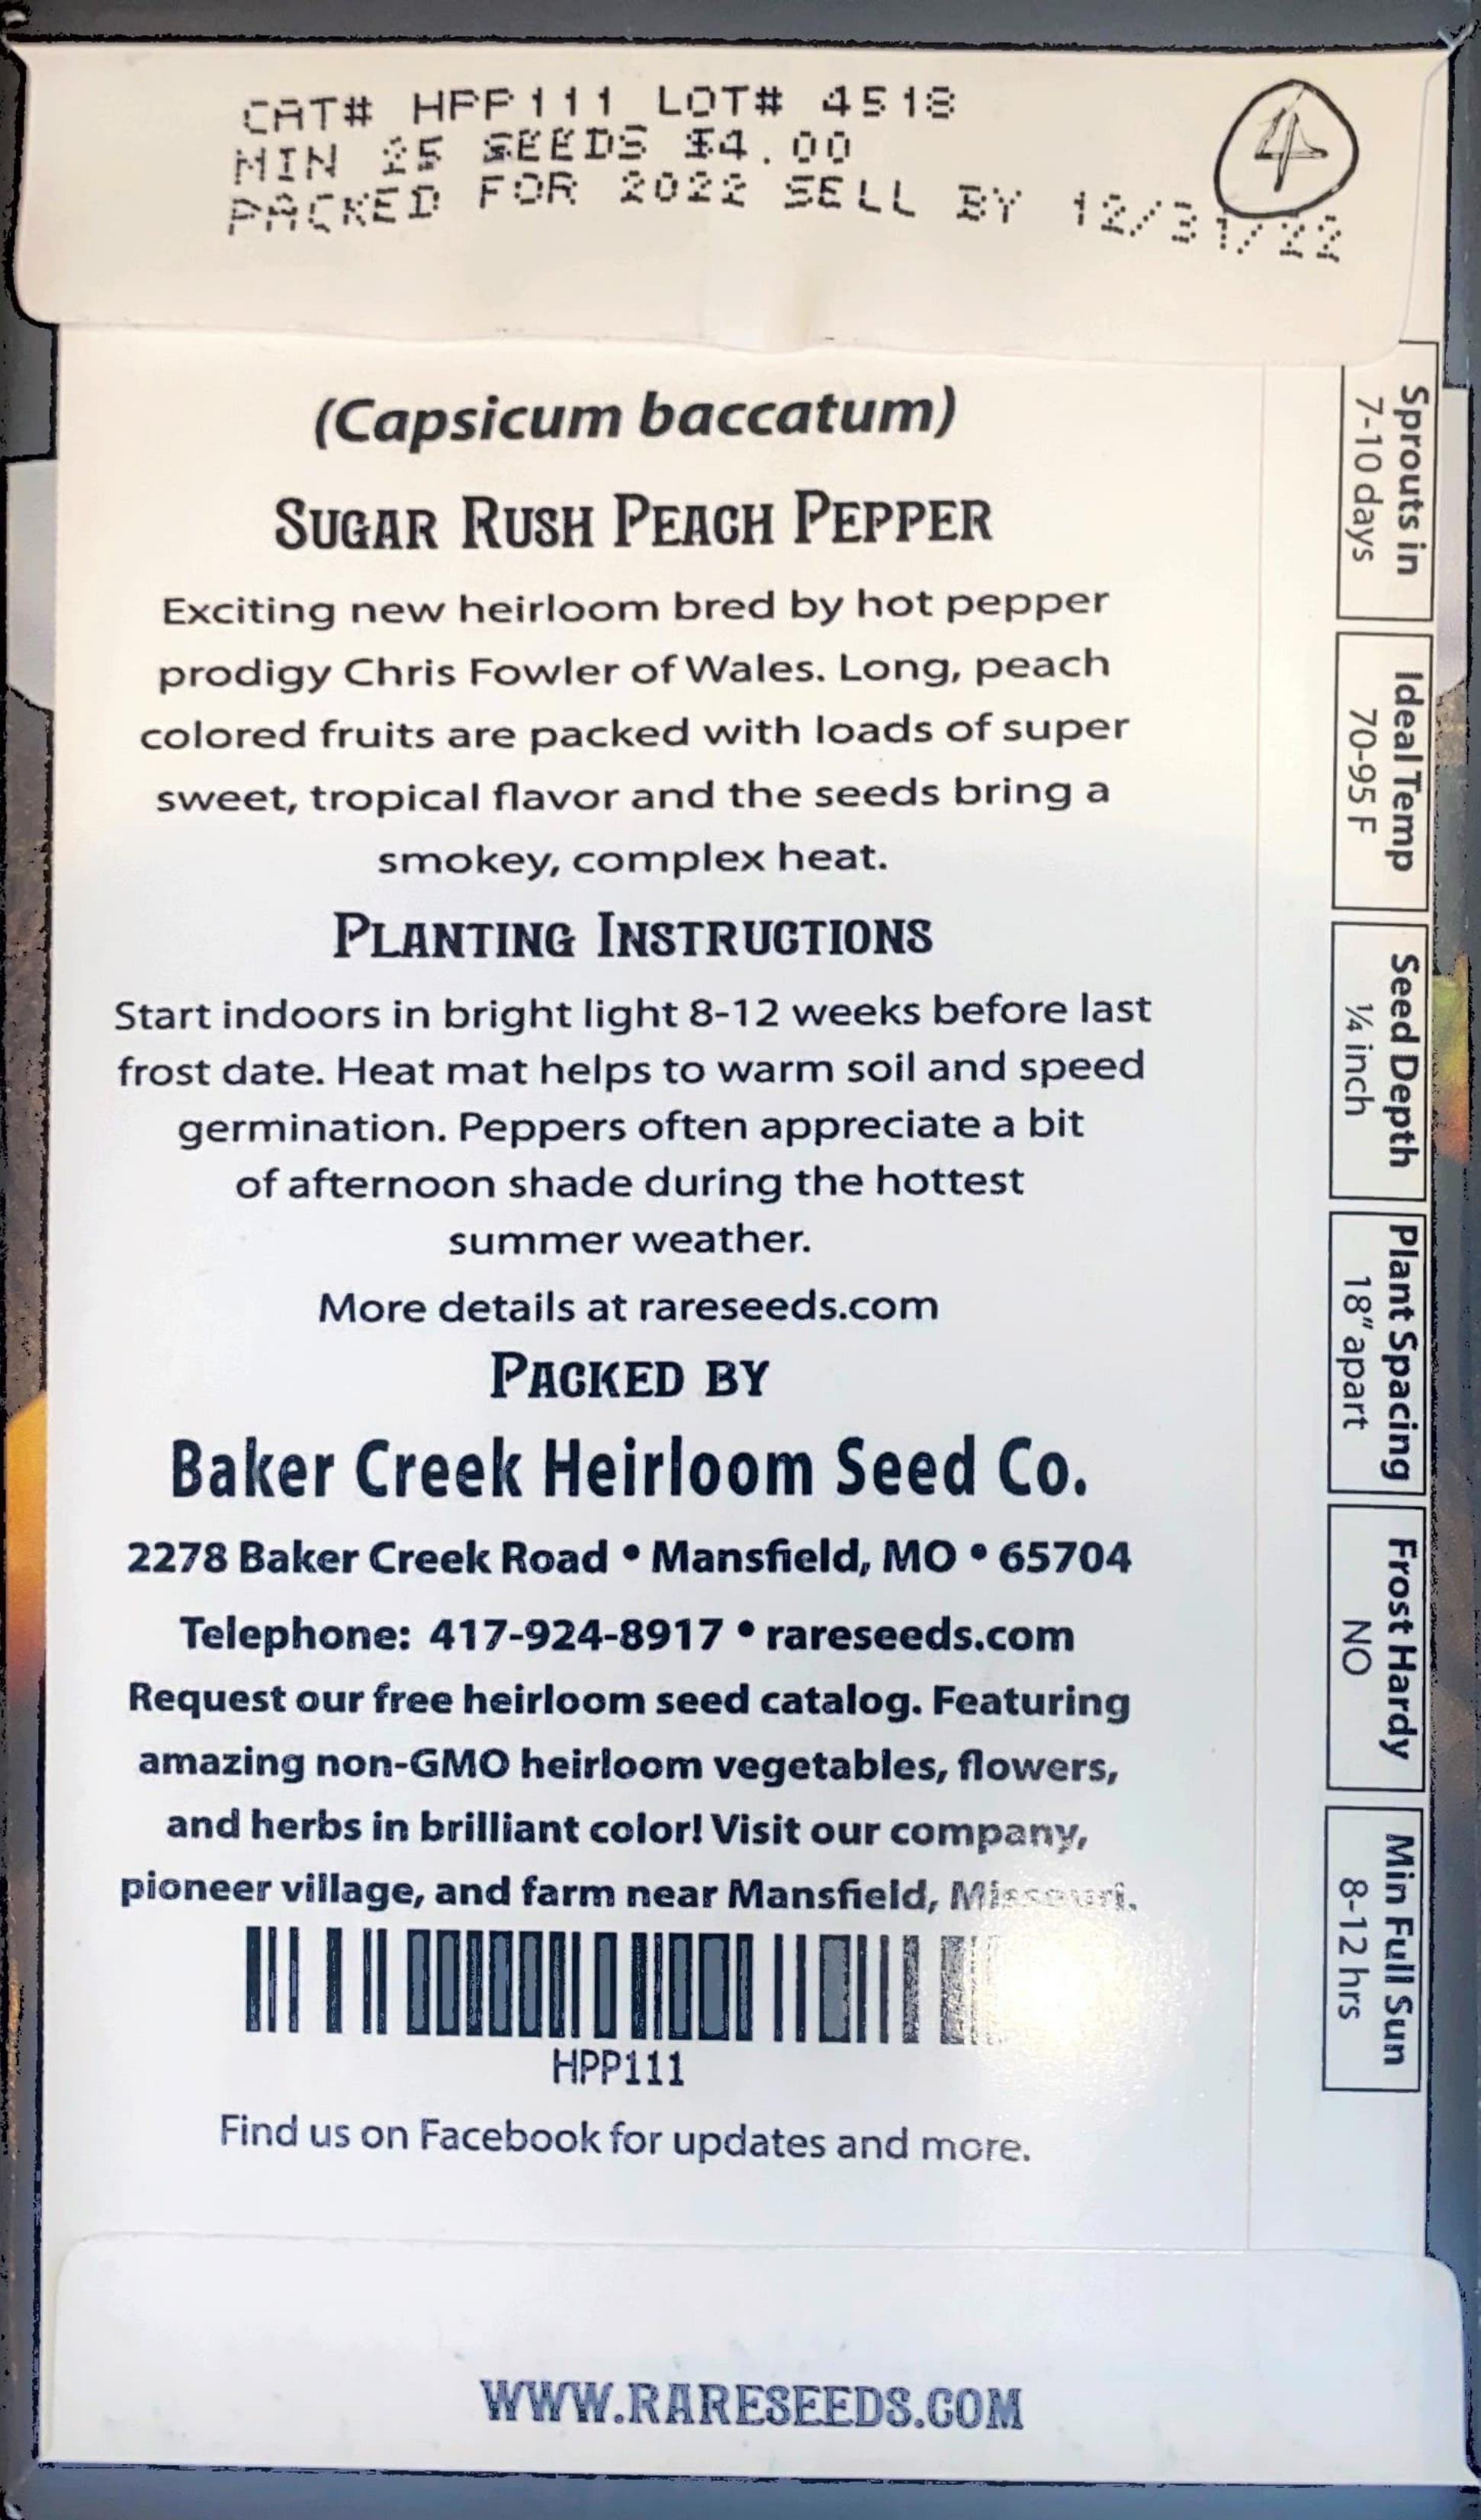 CAT# HPP111 LOT# 4518
MIN 25 SEEDS $4.00
PACKED FOR 2022 SELL BY 12/31/22
4
(Capsicum baccatum)
SUGAR RUSH PEACH PEPPER
Exciting new heirloom bred by hot pepper
prodigy Chris Fowler of Wales. Long, peach
colored fruits are packed with loads of super
sweet, tropical flavor and the seeds bring a
smokey, complex heat.
PLANTING INSTRUCTIONS
Start indoors in bright light 8-12 weeks before last
frost date. Heat mat helps to warm soil and speed
germination. Peppers often appreciate a bit
of afternoon shade during the hottest
summer weather.
More details at rareseeds.com
PACKED BY
Baker Creek Heirloom Seed Co.
2278 Baker Creek Road • Mansfield, MO • 65704
Telephone: 417-924-8917 • rareseeds.com
Request our free heirloom seed catalog. Featuring
amazing non-GMO heirloom vegetables, flowers,
and herbs in brilliant color! Visit our company,
pioneer village, and farm near Mansfield, Missouri.
HPP111
Find us on Facebook for updates and more.
WWW.RARESEEDS.COM
Sprouts in
7-10 days
Ideal Temp
70-95 F
Seed Depth
¼ inch
Plant Spacing
18" apart
Frost Hardy
NO
Min Full Sun
8-12 hrs